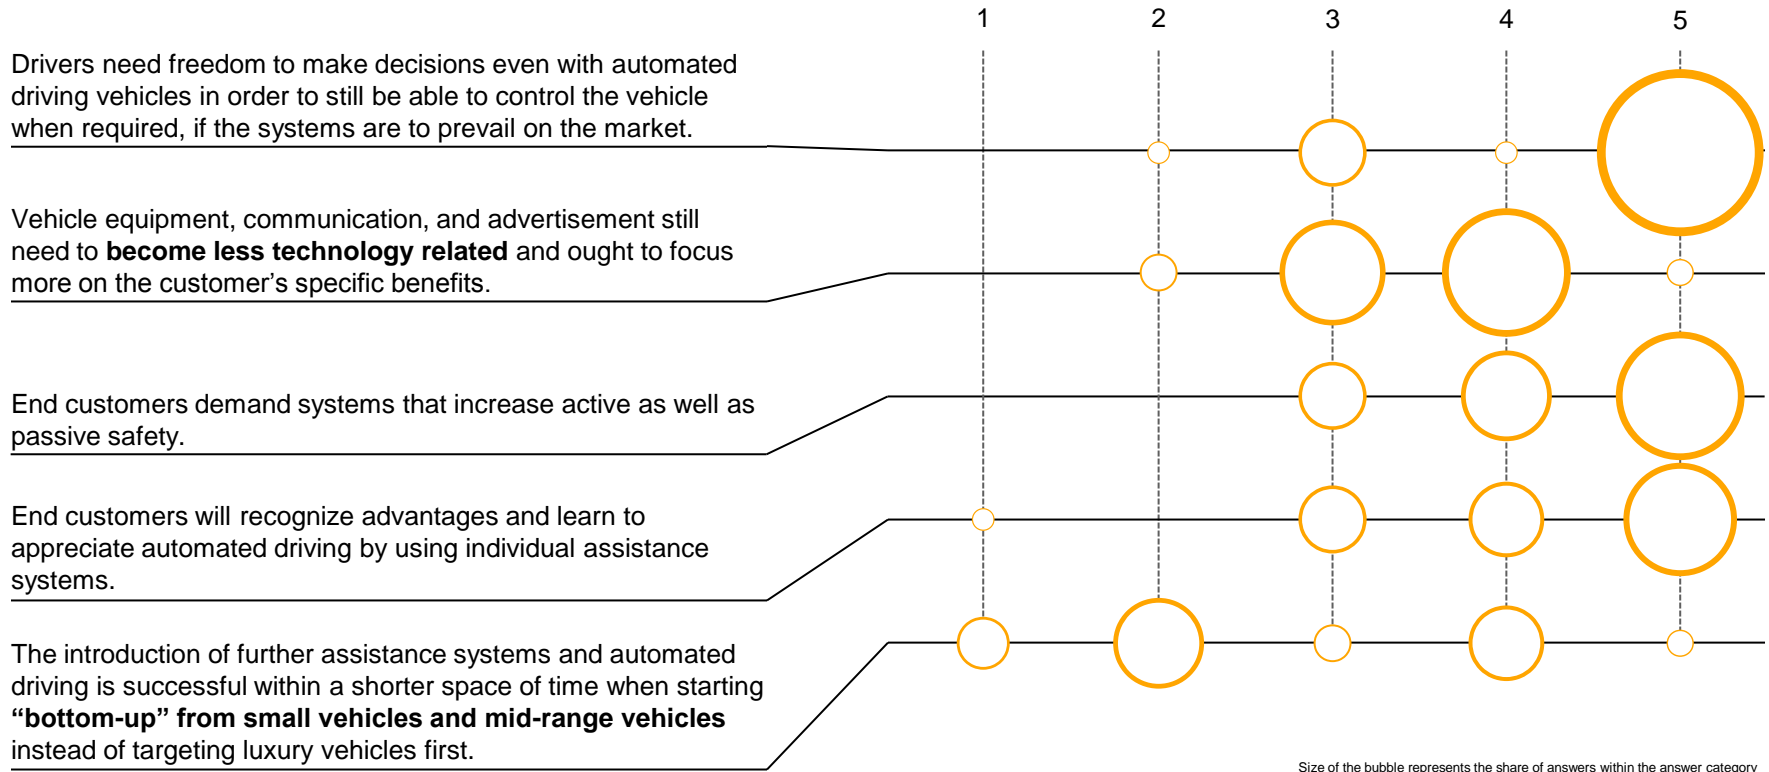 1 2 3 4 5
Drivers need freedom to make decisions even with automated
driving vehicles in order to still be able to control the vehicle
when required, if the systems are to prevail on the market.
Vehicle equipment, communication, and advertisement still
need to become less technology related and ought to focus
more on the customer’s specific benefits.
End customers demand systems that increase active as well as
passive safety.
End customers will recognize advantages and learn to
appreciate automated driving by using individual assistance
systems.
The introduction of further assistance systems and automated
driving is successful within a shorter space of time when starting
“bottom-up” from small vehicles and mid-range vehicles
instead of targeting luxury vehicles first.
Size of the bubble represents the share of answers within the answer category